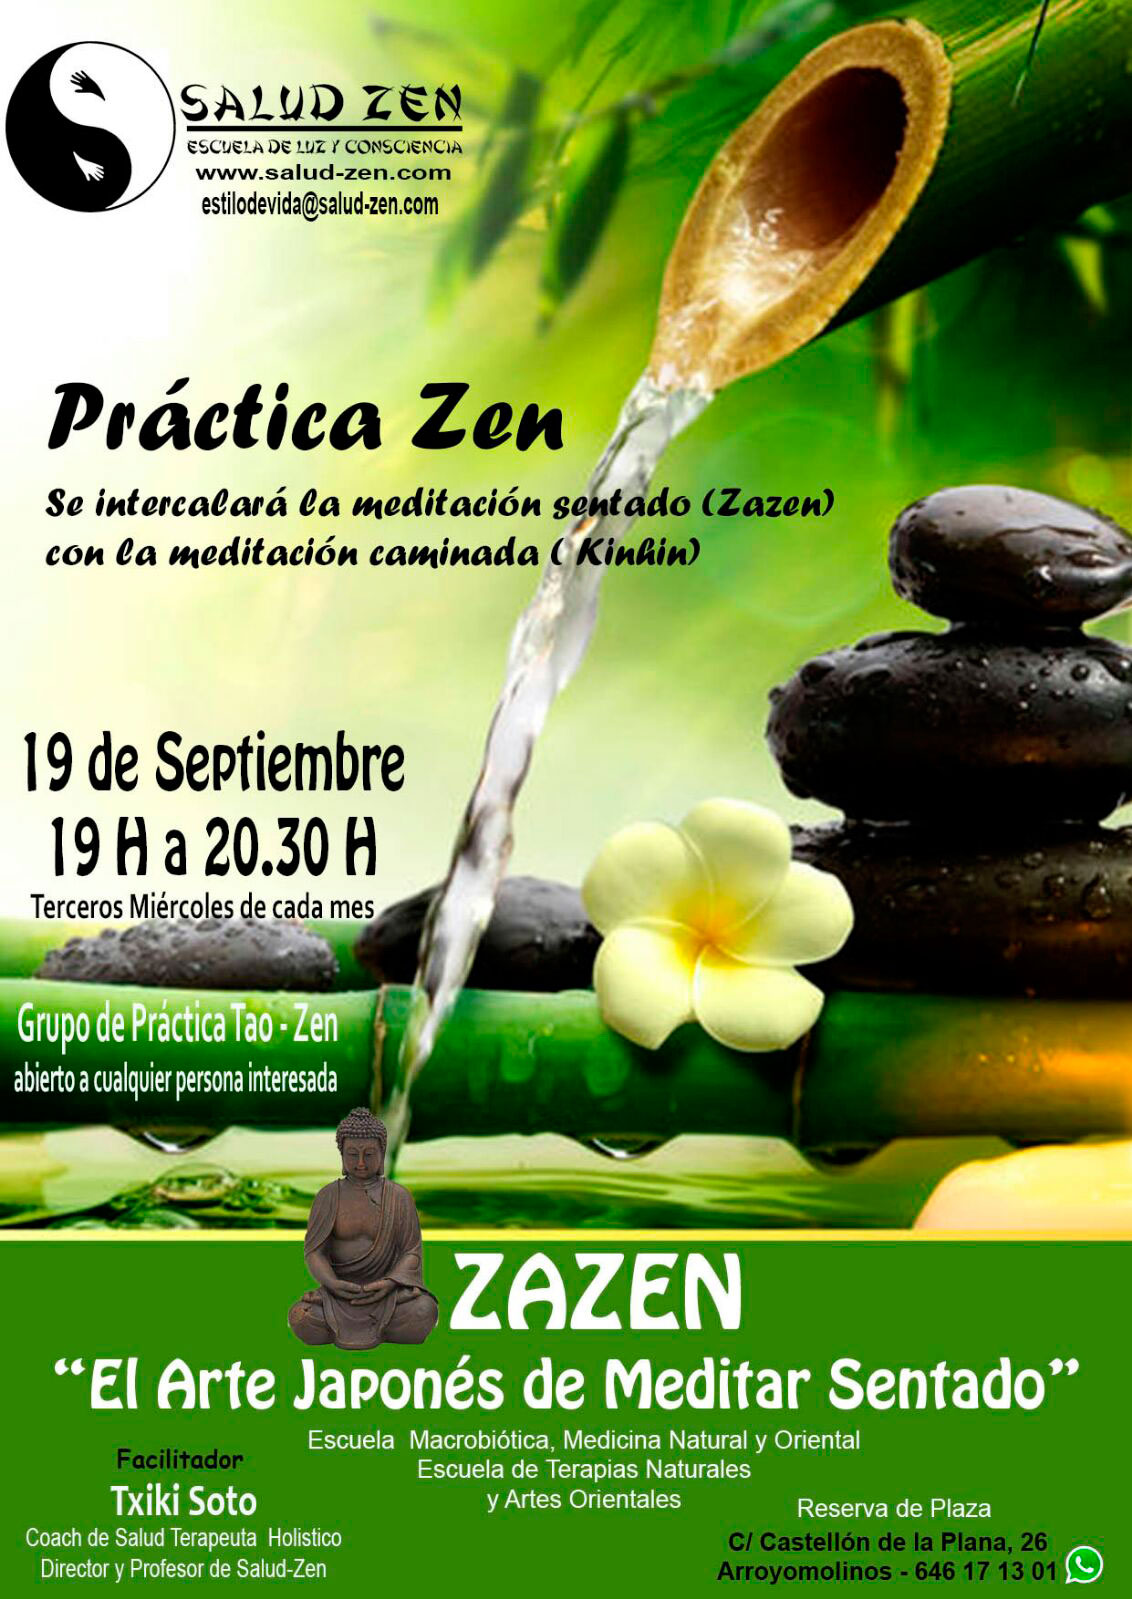 SALUD ZEN
ESCUELA DE LUZ Y CONSCIENCIA
www.salud-zen.com
estilodevida@salud-zen.com
Práctica Zen
Se intercalará la meditación sentado (Zazen)
con la meditación caminada ( Kinhin)
19 de Septiembre
19 H a 20.30 H
Terceros Miércoles de cada mes
Grupo de Práctica Tao - Zen
abierto a cualquier persona interesada
ZAZEN
“El Arte Japonés de Meditar Sentado”
Escuela Macrobiótica, Medicina Natural y Oriental
Escuela de Terapias Naturales
y Artes Orientales
Facilitador
Txiki Soto
Coach de Salud Terapeuta Holistico
Director y Profesor de Salud-Zen
Reserva de Plaza
C/ Castellón de la Plana, 26
Arroyomolinos - 646 17 13 01